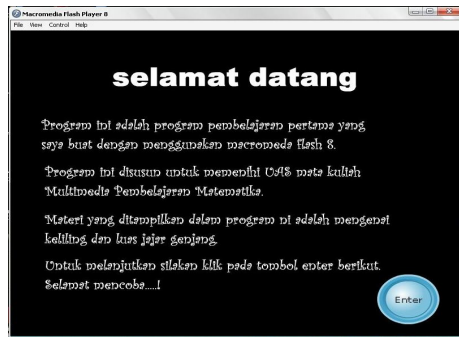 Macromedia Flash Player 8
File View Control Help
selamat datang
Program ini adalah program pembelajaran pertama yang
saya buat dengan menggunakan macromeda flash 8.
Program ini disusun untuk memenihi UAS mata kuliah
Multimedia Pembelajaran Matematika.
Materi yang ditampilkan dalam program ni adalah mengenai
keliling dan luas jajar genjang.
Untuk melanjutkan silakan klik pada tombol enter berikut.
Selamat mencoba.....!
Enter